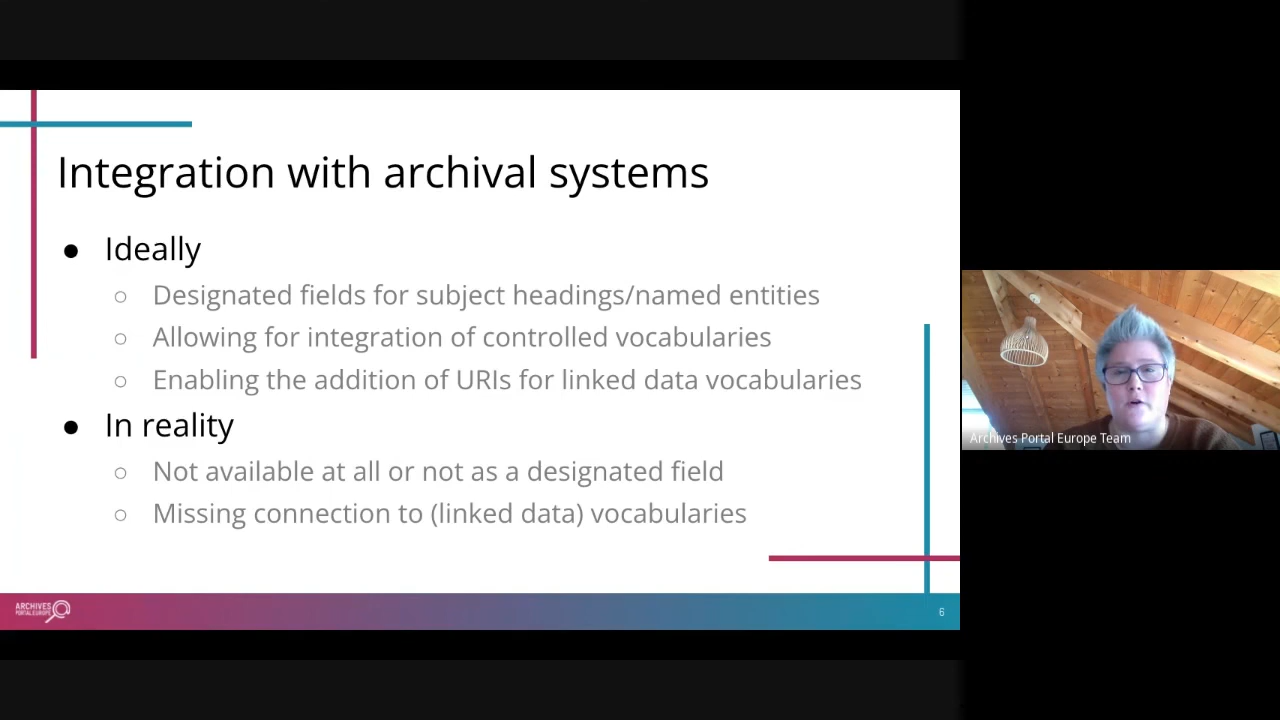 Integration with archival systems
● Ideally
○ Designated fields for subject headings/named entities
○ Allowing for integration of controlled vocabularies
○ Enabling the addition of URIs for linked data vocabularies
● In reality
○ Not available at all or not as a designated field
○ Missing connection to (linked data) vocabularies
ARCHIVES
PORTAL EUROPE
6
Archives Portal Europe Team